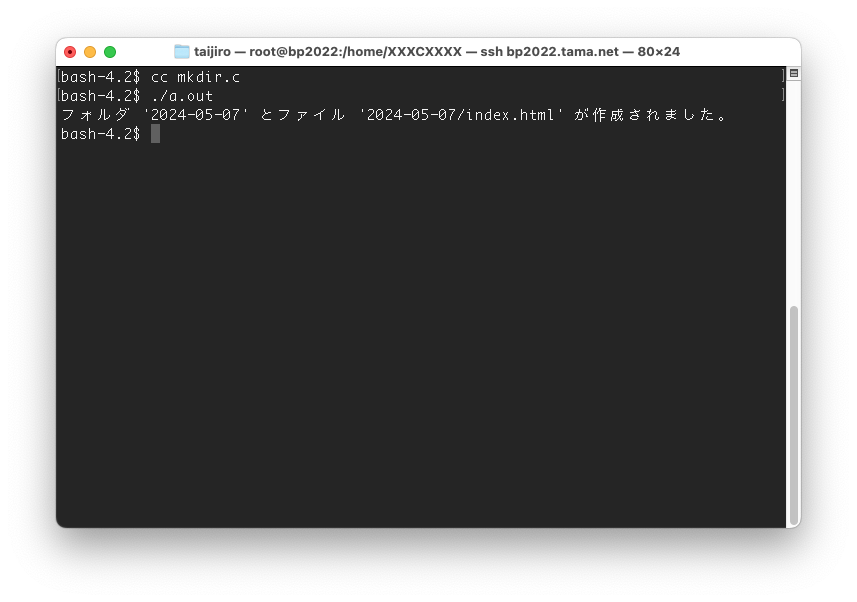 taijiro — root@bp2022:/home/XXXCXXXX — ssh bp2022.tama.net — 80×24
[bash-4.2$ cc mkdir.c ]
[bash-4.2$ ./a.out ]
フォルダ '2024-05-07' とファイル '2024-05-07/index.html' が作成されました。
bash-4.2$